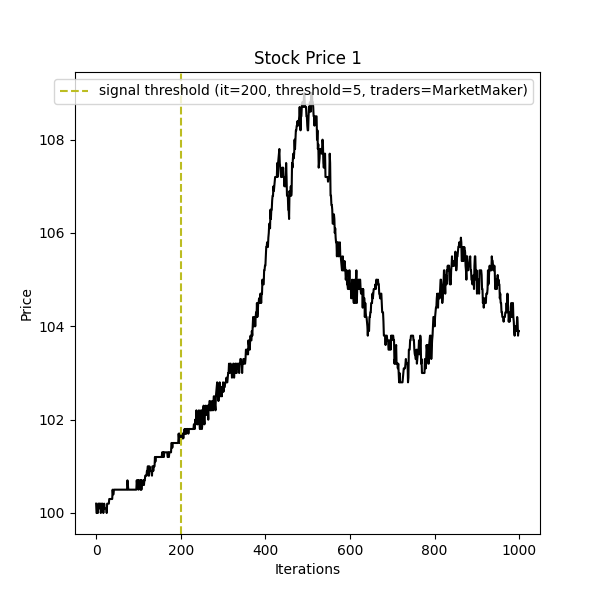 Stock Price 1
signal threshold (it=200, threshold=5, traders=MarketMaker)
108
106
104
102
100
Price
0 200 400 600 800 1000
Iterations